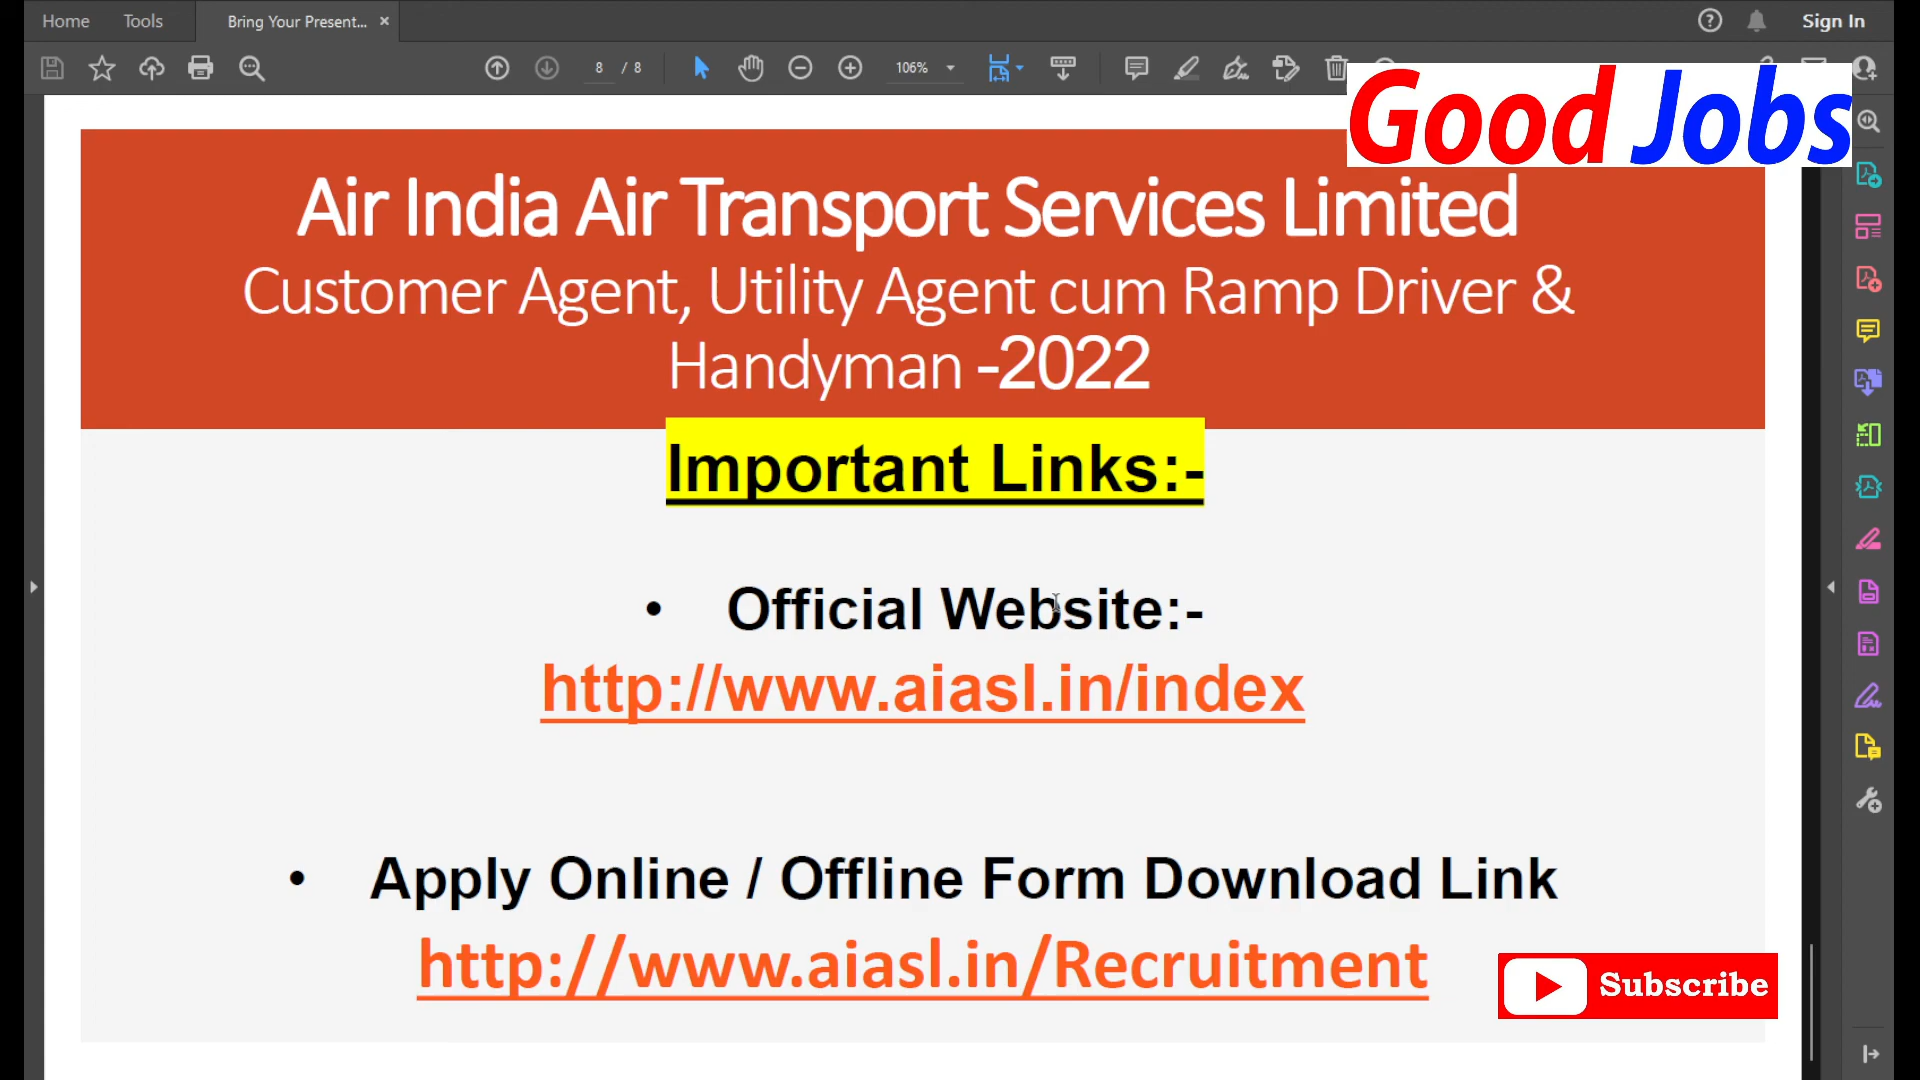 Home Tools Bring Your Present... × Sign In
8 / 8 106%
Good Jobs
Air India Air Transport Services Limited
Customer Agent, Utility Agent cum Ramp Driver &
Handyman -2022
Important Links:-
• Official Website:-
http://www.aiasl.in/index
• Apply Online / Offline Form Download Link
http://www.aiasl.in/Recruitment
Subscribe